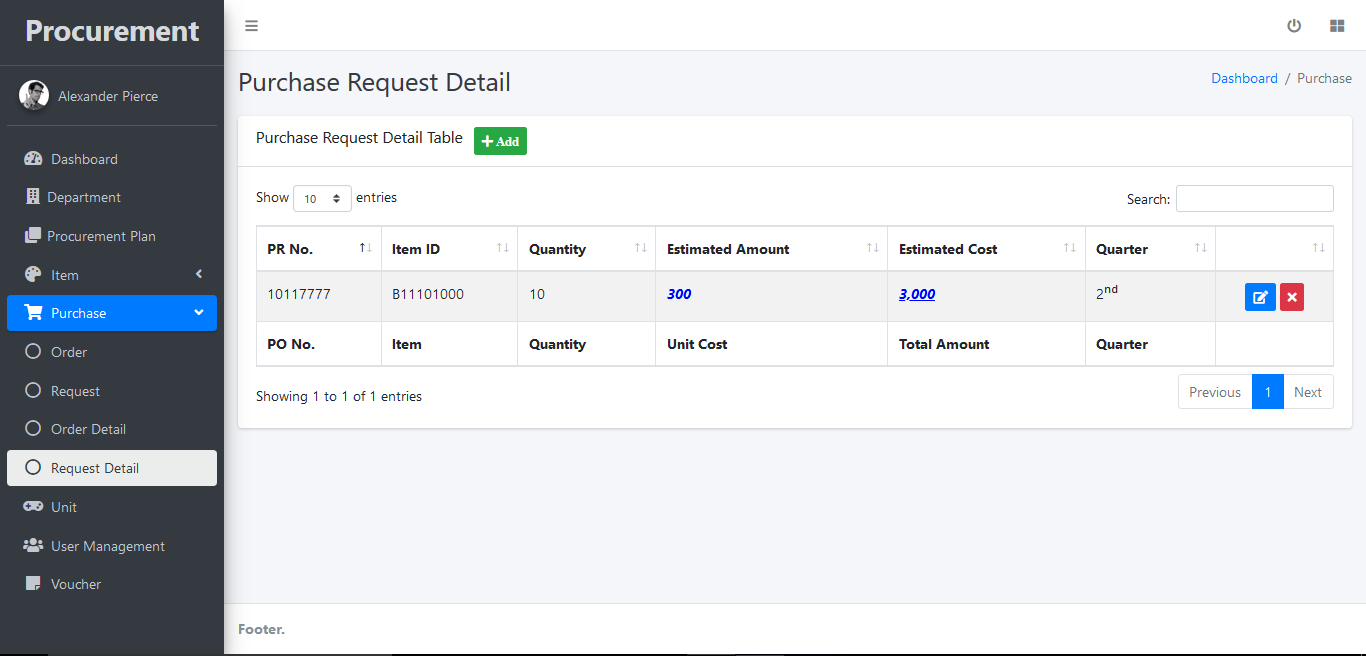 Procurement
Alexander Pierce
Dashboard
Department
Procurement Plan
Item
Purchase
Order
Request
Order Detail
Request Detail
Unit
User Management
Voucher
Purchase Request Detail
Dashboard / Purchase
Purchase Request Detail Table Add
Show 10 entries Search:
PR No. Item ID Quantity Estimated Amount Estimated Cost Quarter
10117777 B11101000 10 300 3,000 2nd
PO No. Item Quantity Unit Cost Total Amount Quarter
Showing 1 to 1 of 1 entries Previous 1 Next
Footer.